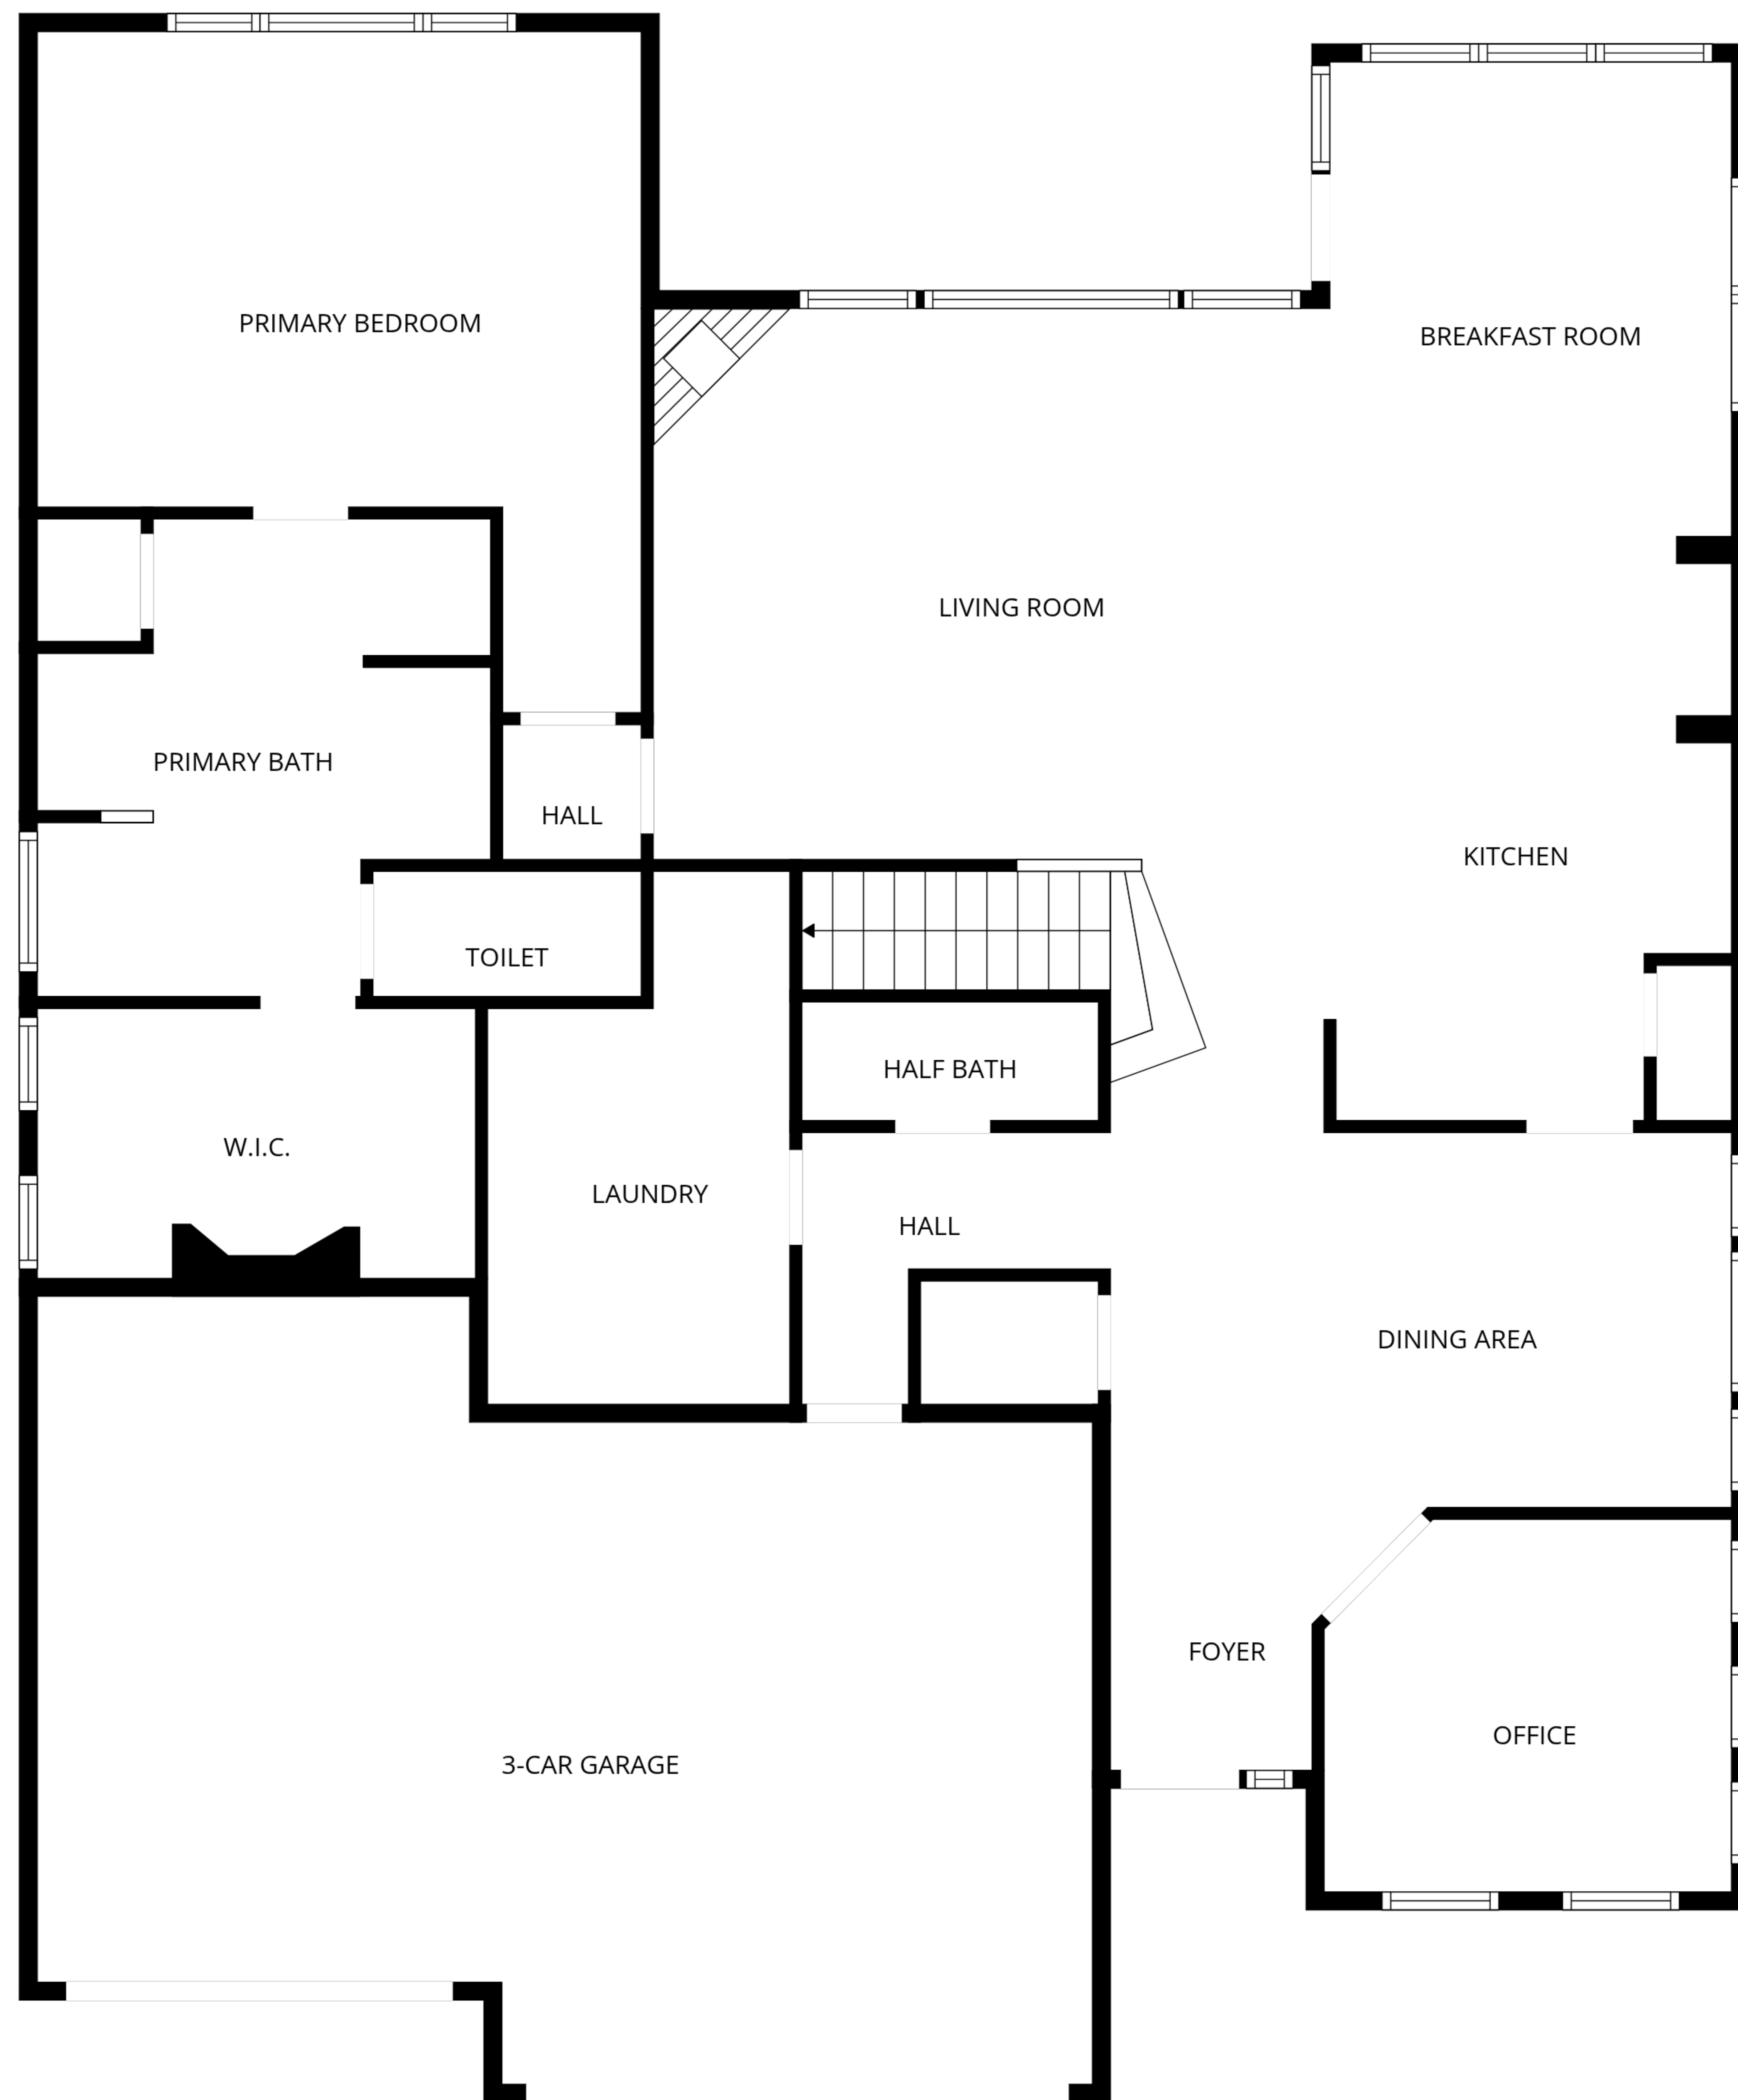 PRIMARY BEDROOM
BREAKFAST ROOM
LIVING ROOM
PRIMARY BATH
HALL
KITCHEN
TOILET
HALF BATH
W.I.C.
LAUNDRY
HALL
DINING AREA
FOYER
OFFICE
3-CAR GARAGE